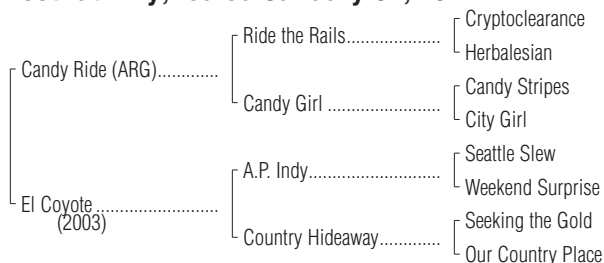 Cryptoclearance
Ride the Rails
Herbalesian
Candy Ride (ARG)
Candy Stripes
Candy Girl
City Girl
Seattle Slew
A.P. Indy
Weekend Surprise
El Coyote
(2003)
Seeking the Gold
Country Hideaway
Our Country Place